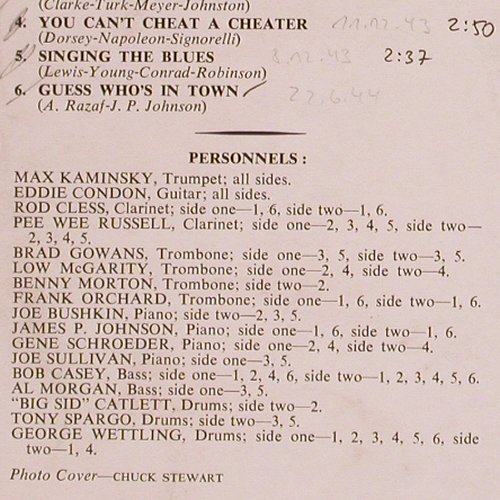 (Clarke-Turk-Meyer-Johnston)
4. YOU CAN'T CHEAT A CHEATER 11.12.43 2:50
(Dorsey-Napoleon-Signorelli)
5. SINGING THE BLUES 8.12.43 2:37
(Lewis-Young-Conrad-Robinson)
6. GUESS WHO'S IN TOWN 22.6.44
(A. Razaf-J. P. Johnson)
PERSONNELS :
MAX KAMINSKY, Trumpet; all sides.
EDDIE CONDON, Guitar; all sides.
ROD CLESS, Clarinet; side one—1, 6, side two—1, 6.
PEE WEE RUSSELL, Clarinet; side one—2, 3, 4, 5, side two—
2, 3, 4, 5.
BRAD GOWANS, Trombone; side one—3, 5, side two—3, 5.
LOW McGARITY, Trombone; side one—2, 4, side two—4.
BENNY MORTON, Trombone; side two—2.
FRANK ORCHARD, Trombone; side one—1, 6, side two—1, 6.
JOE BUSHKIN, Piano; side two—2, 3, 5.
JAMES P. JOHNSON, Piano; side one—1, 6, side two—1, 6.
GENE SCHROEDER, Piano; side one—2, 4, side two—4.
JOE SULLIVAN, Piano; side one—3, 5.
BOB CASEY, Bass; side one—1, 2, 4, 6, side two—1, 2, 3, 4, 5, 6.
AL MORGAN, Bass; side one—3, 5.
"BIG SID" CATLETT, Drums; side two—2.
TONY SPARGO, Drums; side two—3, 5.
GEORGE WETTLING, Drums; side one—1, 2, 3, 4, 5, 6, side
two—1, 4.
Photo Cover—CHUCK STEWART